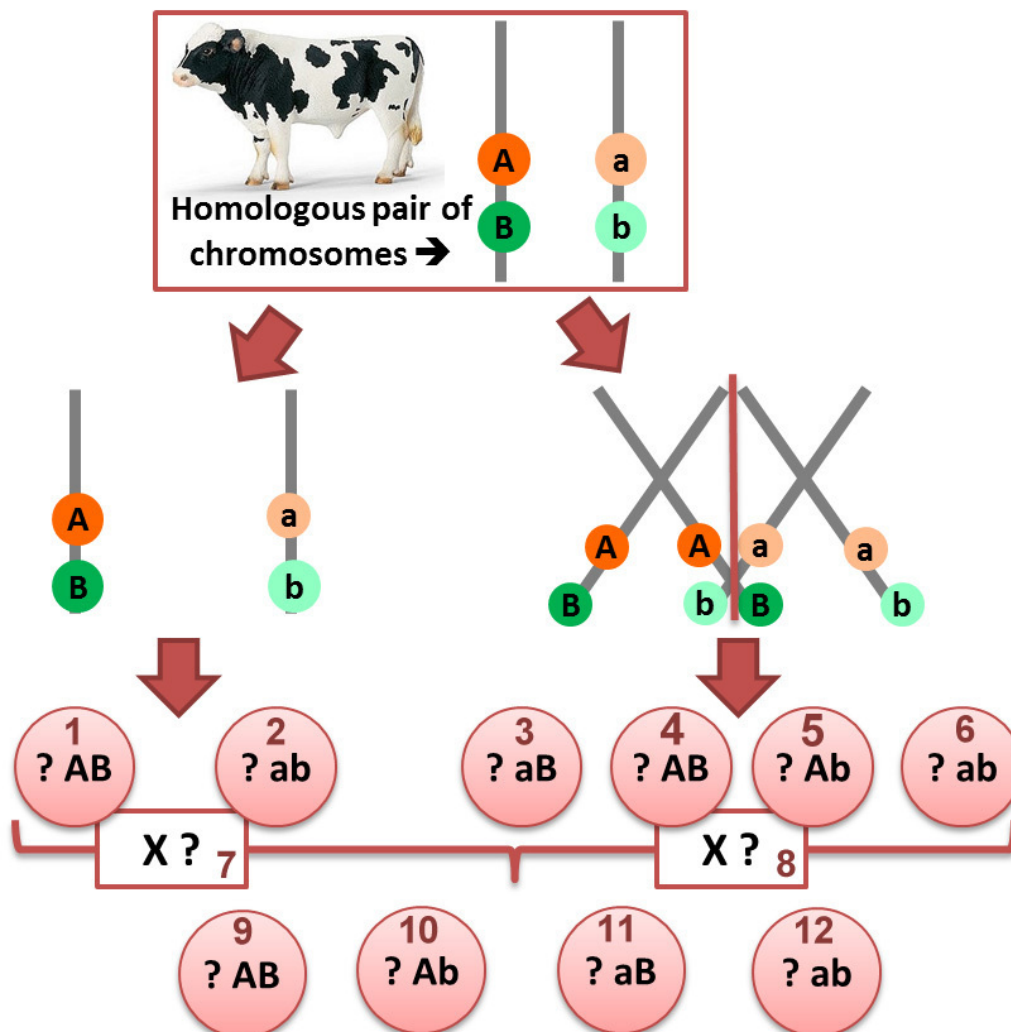 A a
Homologous pair of
chromosomes ➔
B b
A a
B b
A A a a
B b B b
1 2 3 4 5 6
? AB ? ab ? aB ? AB ? Ab ? ab
X ? 7 X ? 8
9 10 11 12
? AB ? Ab ? aB ? ab